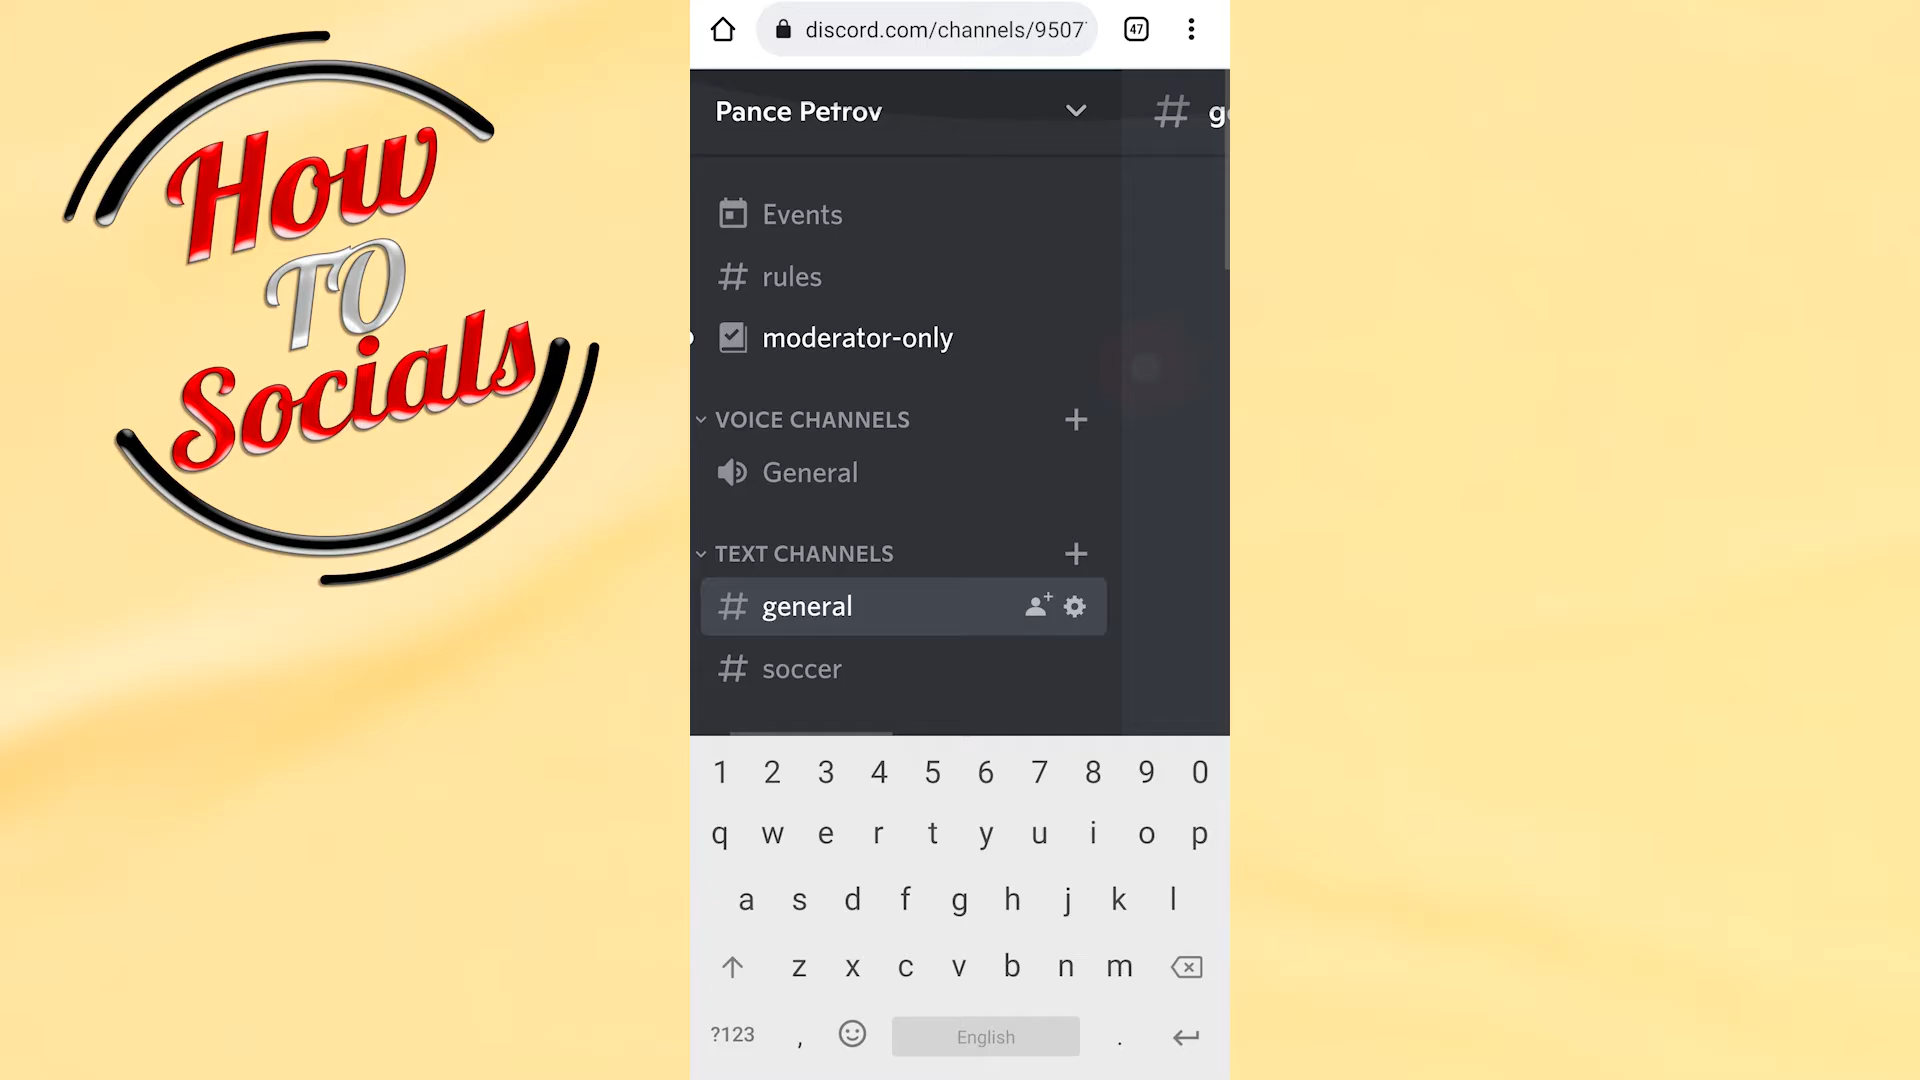 How
TO
Socials
discord.com/channels/9507
47
Pance Petrov
Events
rules
moderator-only
VOICE CHANNELS
General
TEXT CHANNELS
general
soccer
1 2 3 4 5 6 7 8 9 0
q w e r t y u i o p
a s d f g h j k l
z x c v b n m
?123 , English .